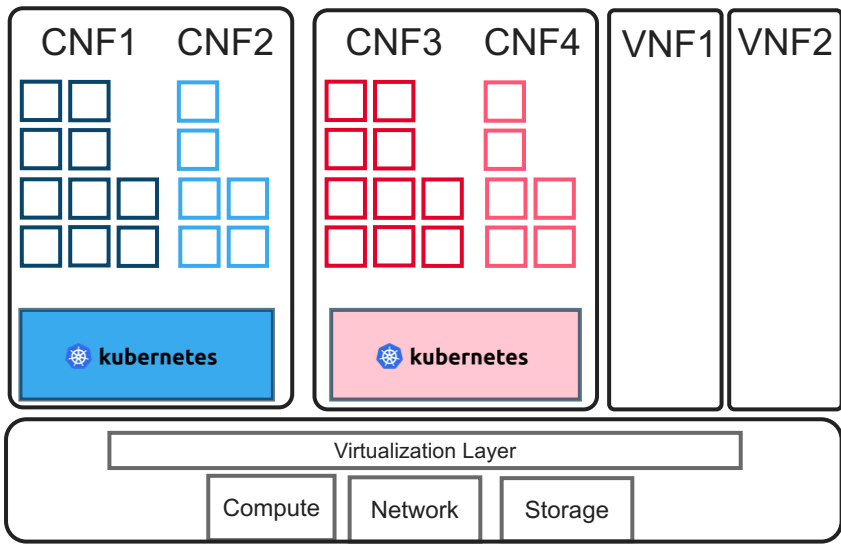 CNF1 CNF2 CNF3 CNF4 VNF1 VNF2
kubernetes kubernetes
Virtualization Layer
Compute Network Storage